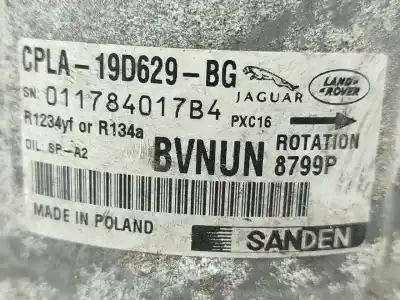 CPLA-19D629-BG
SN: 011784017B4
JAGUAR
LAND-
ROVER
R1234yf or R134a
PXC16
OIL: SP-A2
BVNUN
ROTATION
8799P
MADE IN POLAND
SANDEN